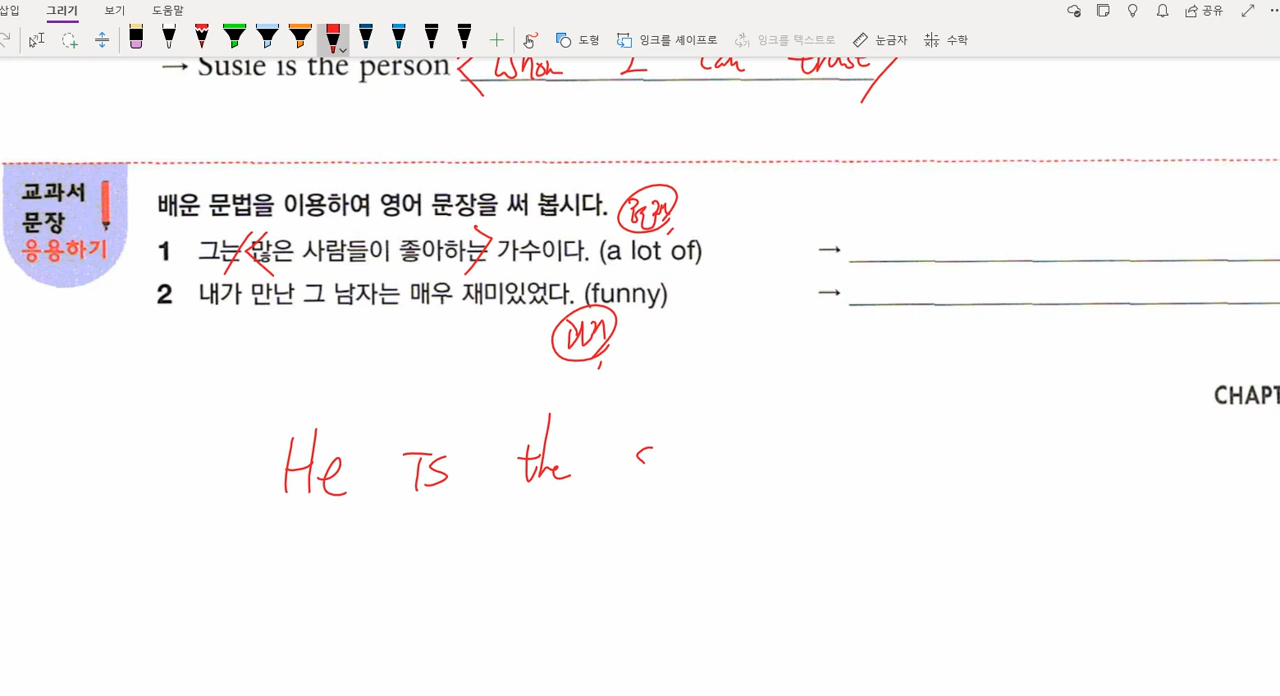 삽입 그리기 보기 도움말
공유
도형 잉크를 셰이프로 잉크를 텍스트로 눈금자 수학
→ Susie is the person < whom I can trust >
교과서
문장
응용하기
배운 문법을 이용하여 영어 문장을 써 봅시다.
1 그는 <많은 사람들이 좋아하는> 가수이다. (a lot of) →
2 내가 만난 그 남자는 매우 재미있었다. (funny) →
CHAPT
He is the s